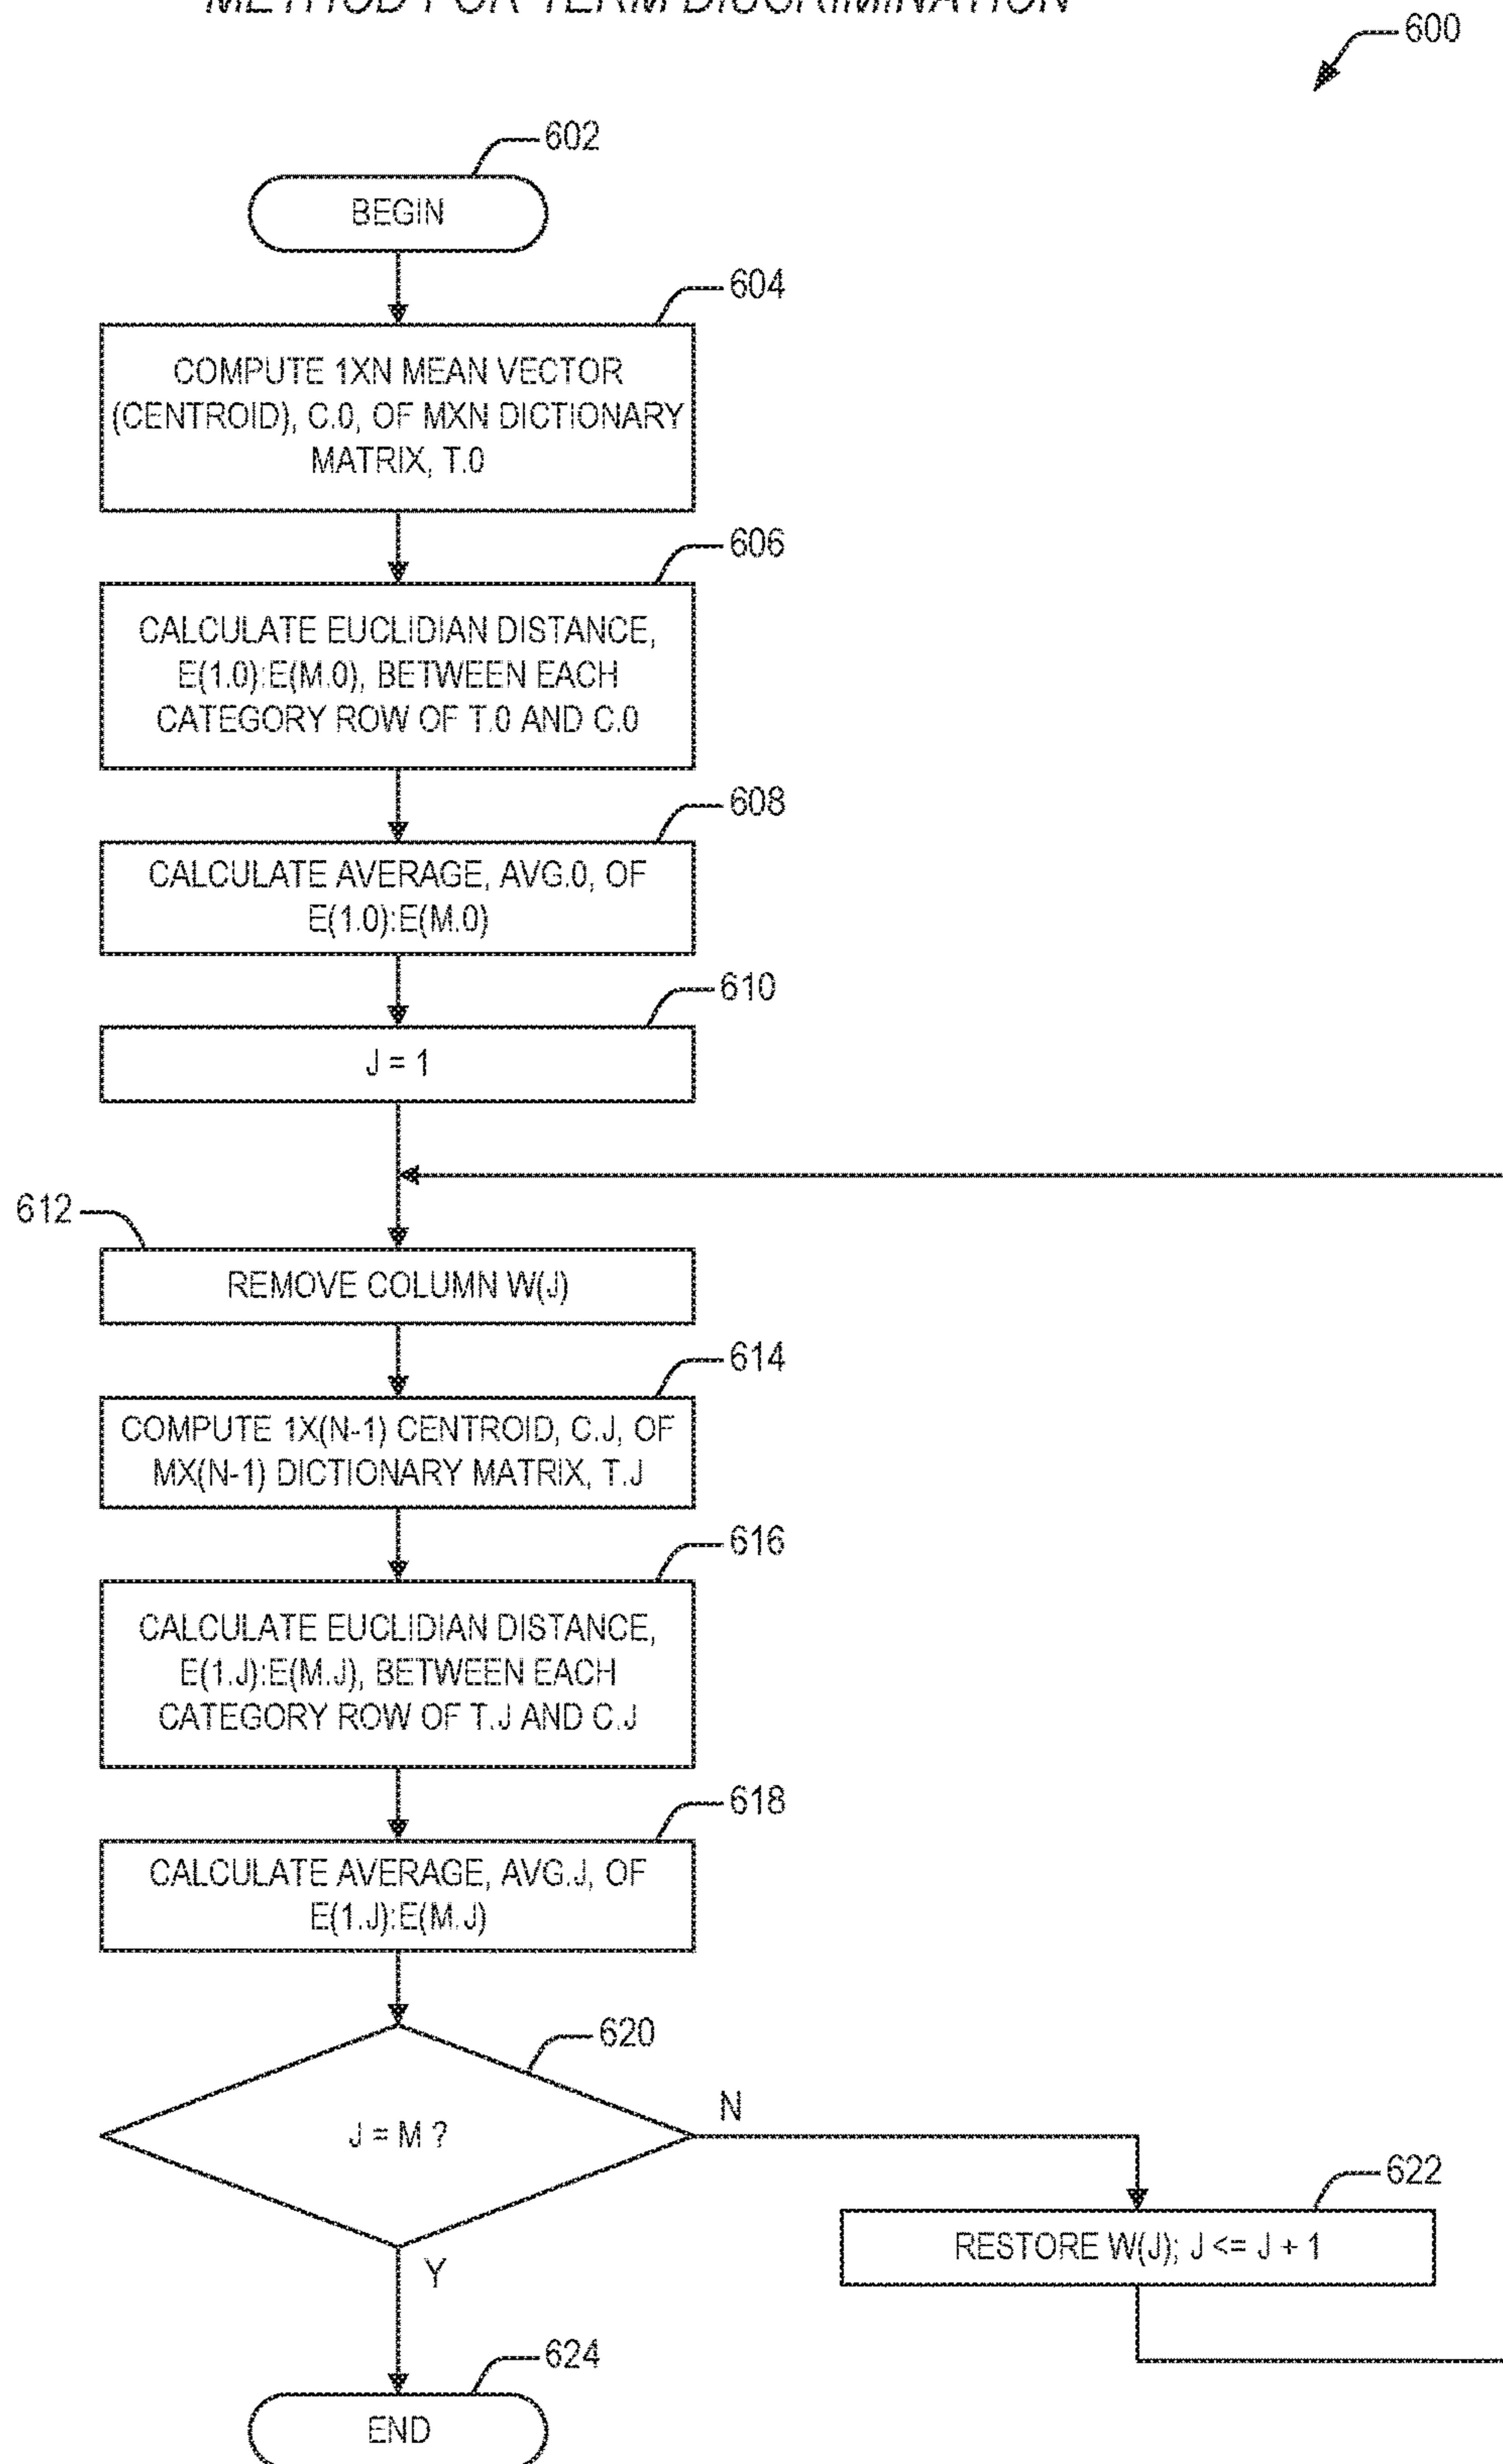 METHOD FOR TERM DISCRIMINATION
600
602
BEGIN
604
COMPUTE 1XN MEAN VECTOR
(CENTROID), C.0, OF MXN DICTIONARY
MATRIX, T.0
606
CALCULATE EUCLIDIAN DISTANCE,
E(1.0):E(M.0), BETWEEN EACH
CATEGORY ROW OF T.0 AND C.0
608
CALCULATE AVERAGE, AVG.0, OF
E(1.0):E(M.0)
610
J = 1
612
REMOVE COLUMN W(J)
614
COMPUTE 1X(N-1) CENTROID, C.J, OF
MX(N-1) DICTIONARY MATRIX, T.J
616
CALCULATE EUCLIDIAN DISTANCE,
E(1.J):E(M.J), BETWEEN EACH
CATEGORY ROW OF T.J AND C.J
618
CALCULATE AVERAGE, AVG.J, OF
E(1.J):E(M.J)
620
J = M ?
N
622
RESTORE W(J); J <= J + 1
Y
624
END